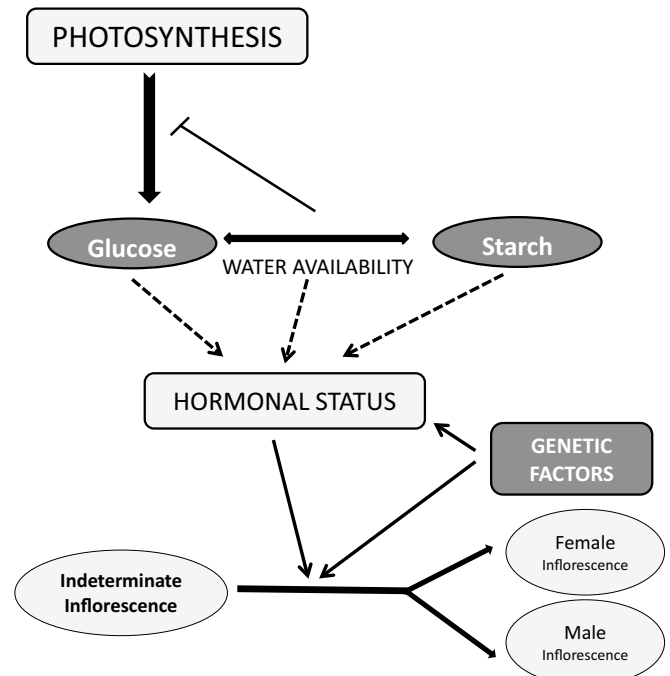 PHOTOSYNTHESIS
Glucose
Starch
WATER AVAILABILITY
HORMONAL STATUS
GENETIC
FACTORS
Indeterminate
Inflorescence
Female
Inflorescence
Male
Inflorescence